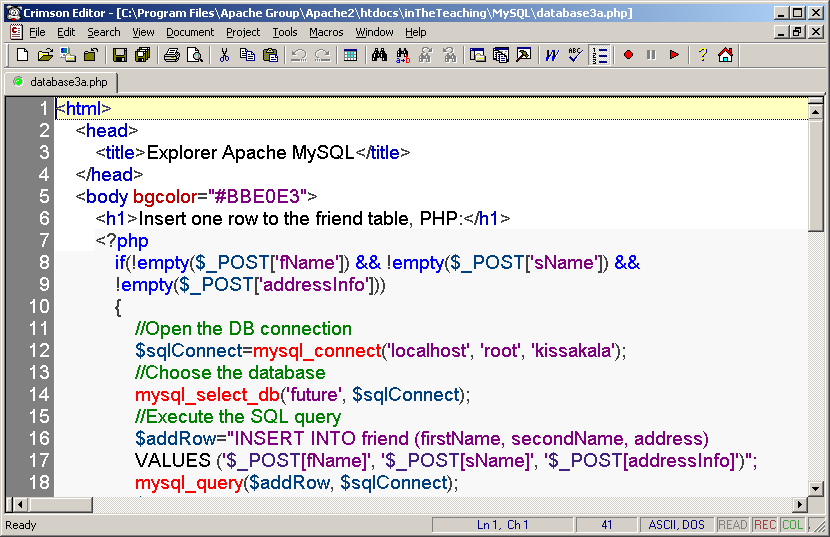 Crimson Editor - [C:\Program Files\Apache Group\Apache2\htdocs\inTheTeaching\MySQL\database3a.php]
File Edit Search View Document Project Tools Macros Window Help
database3a.php
1 <html>
2 <head>
3 <title>Explorer Apache MySQL</title>
4 </head>
5 <body bgcolor="#BBE0E3">
6 <h1>Insert one row to the friend table, PHP:</h1>
7 <?php
8 if(!empty($_POST['fName']) && !empty($_POST['sName']) &&
9 !empty($_POST['addressInfo']))
10 {
11 //Open the DB connection
12 $sqlConnect=mysql_connect('localhost', 'root', 'kissakala');
13 //Choose the database
14 mysql_select_db('future', $sqlConnect);
15 //Execute the SQL query
16 $addRow="INSERT INTO friend (firstName, secondName, address)
17 VALUES ('$_POST[fName]', '$_POST[sName]', '$_POST[addressInfo]')";
18 mysql_query($addRow, $sqlConnect);
Ready Ln 1, Ch 1 41 ASCII, DOS READ REC COL